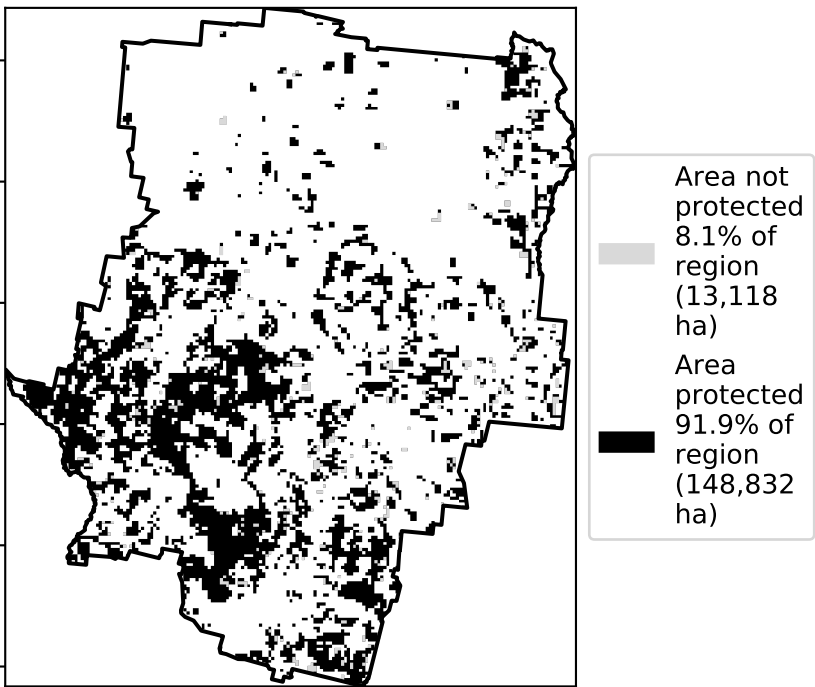 Area not
protected
8.1% of
region
(13,118
ha)
Area
protected
91.9% of
region
(148,832
ha)